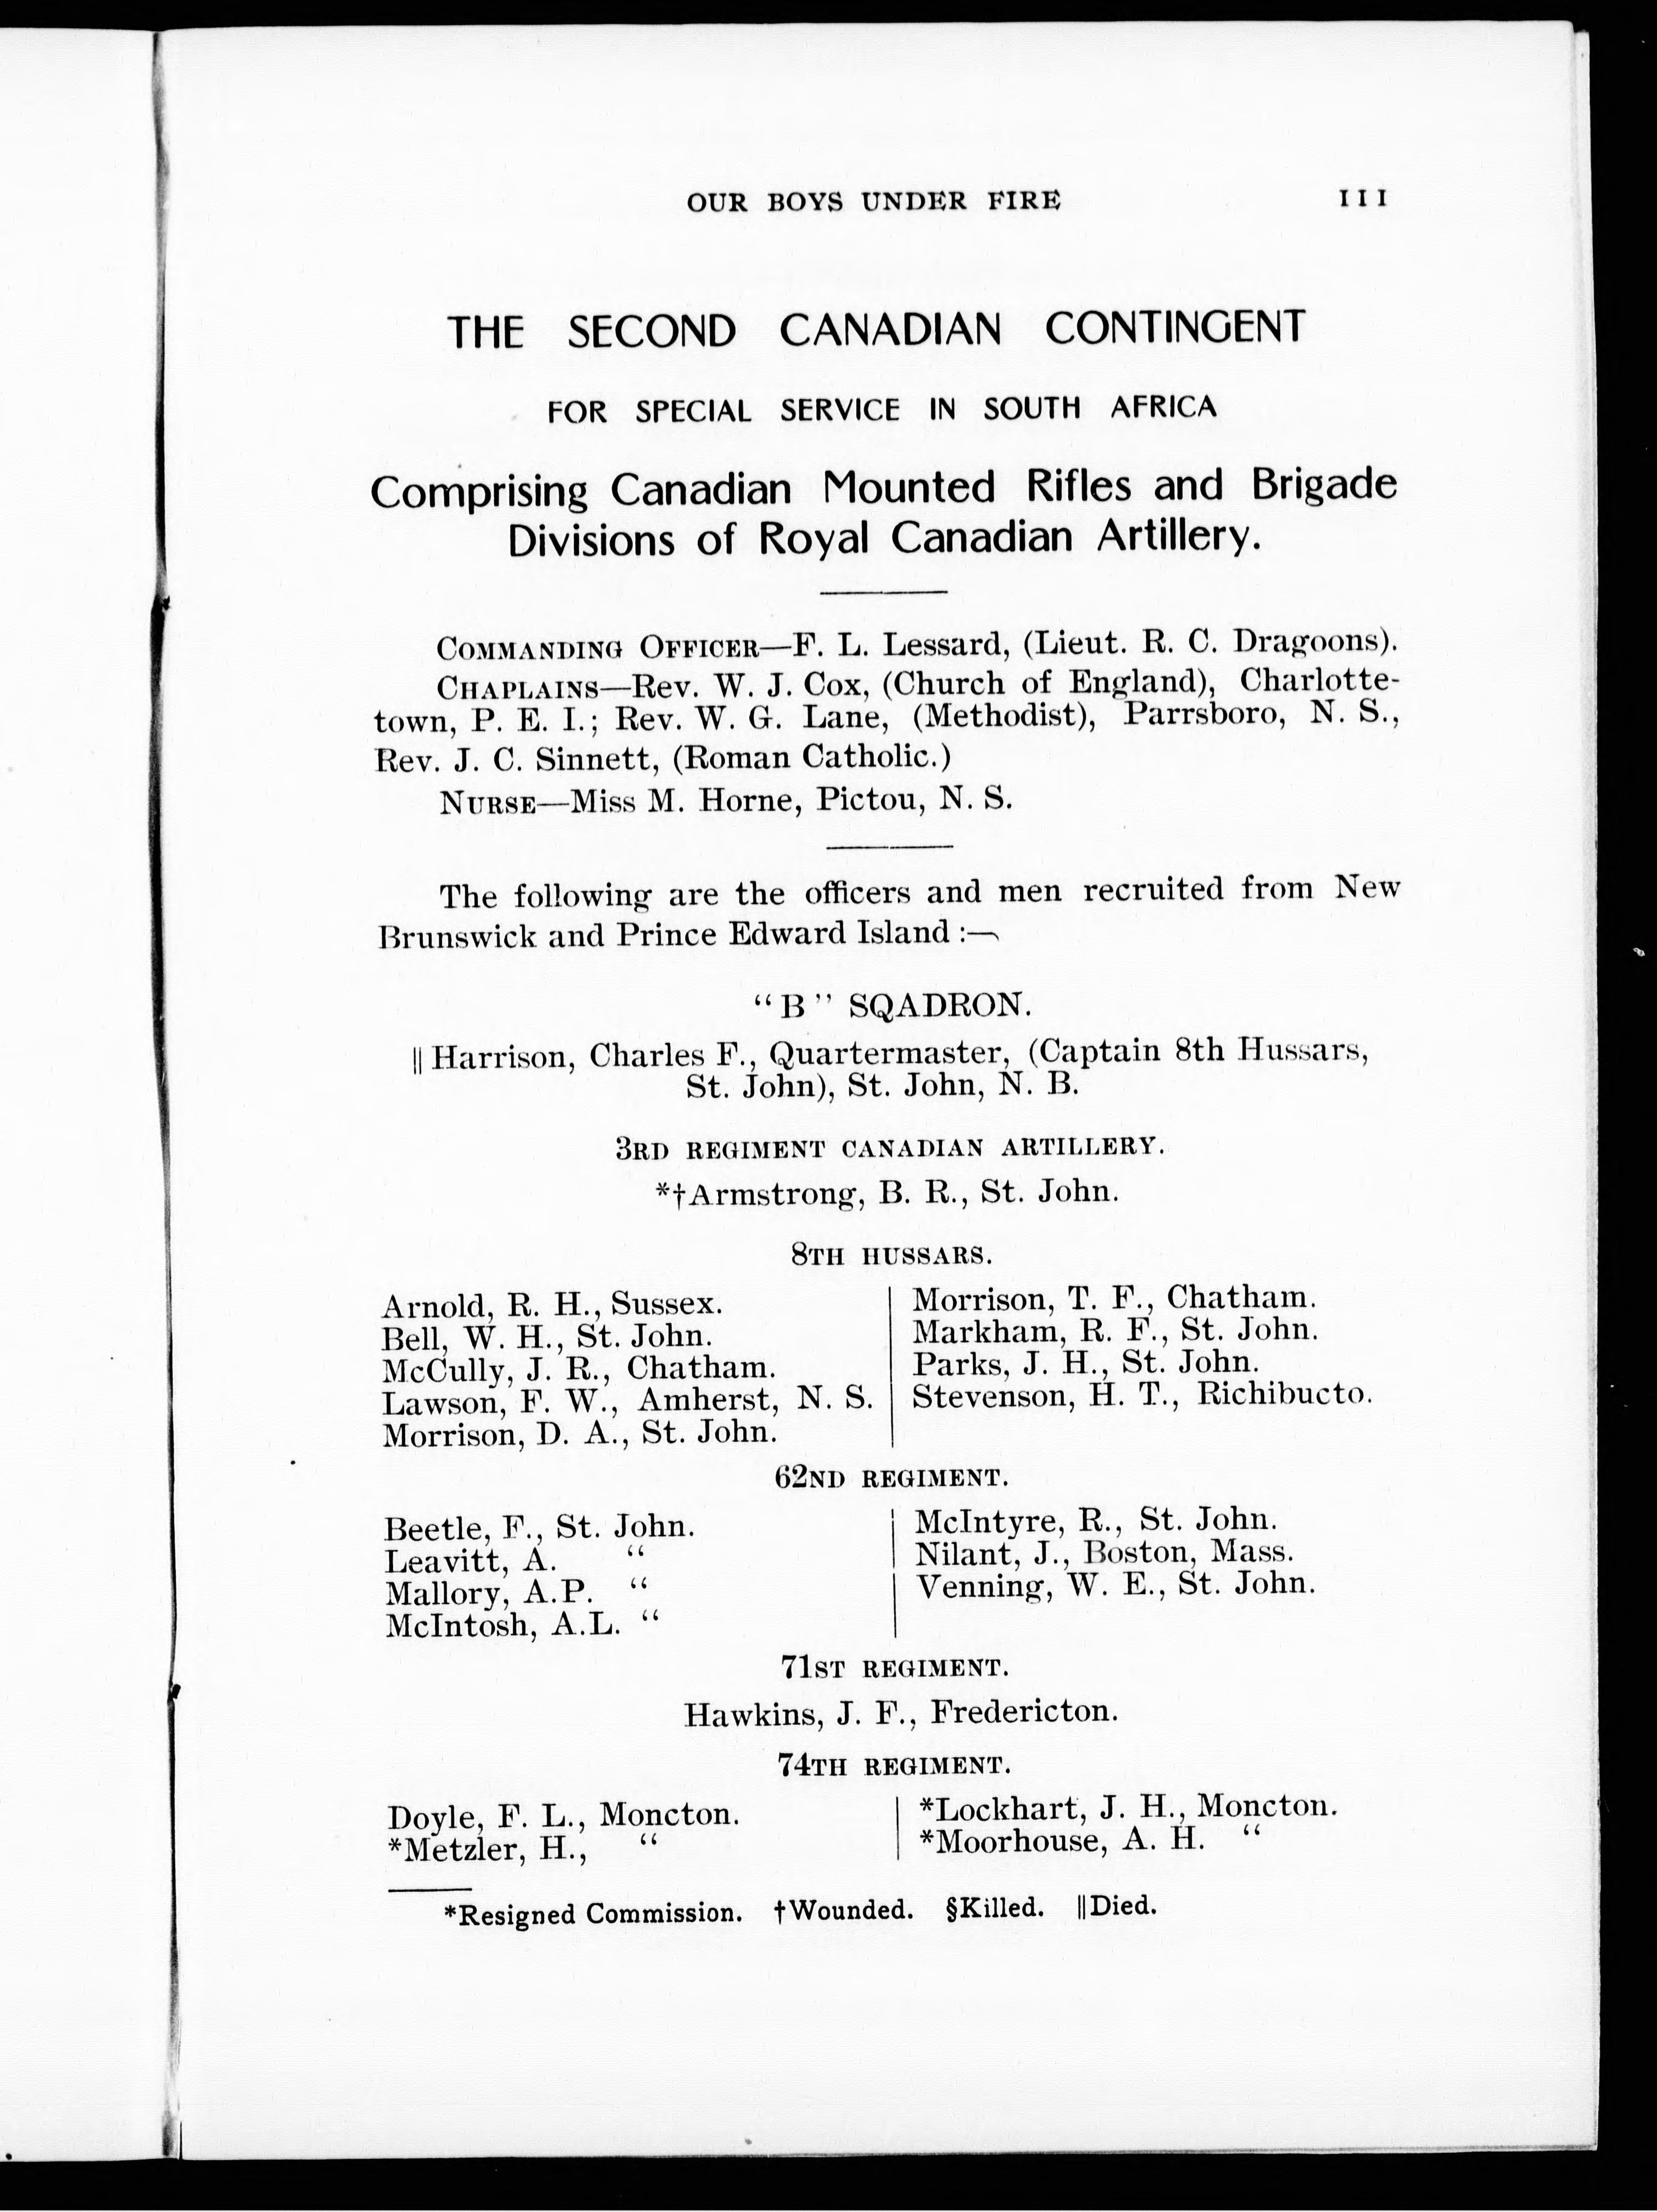 OUR BOYS UNDER FIRE 111
THE SECOND CANADIAN CONTINGENT
FOR SPECIAL SERVICE IN SOUTH AFRICA
Comprising Canadian Mounted Rifles and Brigade
Divisions of Royal Canadian Artillery.
COMMANDING OFFICER—F. L. Lessard, (Lieut. R. C. Dragoons).
CHAPLAINS—Rev. W. J. Cox, (Church of England), Charlotte-
town, P. E. I.; Rev. W. G. Lane, (Methodist), Parrsboro, N. S.,
Rev. J. C. Sinnett, (Roman Catholic.)
NURSE—Miss M. Horne, Pictou, N. S.
The following are the officers and men recruited from New
Brunswick and Prince Edward Island :—
“B” SQADRON.
‖ Harrison, Charles F., Quartermaster, (Captain 8th Hussars,
St. John), St. John, N. B.
3RD REGIMENT CANADIAN ARTILLERY.
*†Armstrong, B. R., St. John.
8TH HUSSARS.
Arnold, R. H., Sussex.
Bell, W. H., St. John.
McCully, J. R., Chatham.
Lawson, F. W., Amherst, N. S.
Morrison, D. A., St. John.
Morrison, T. F., Chatham.
Markham, R. F., St. John.
Parks, J. H., St. John.
Stevenson, H. T., Richibucto.
62ND REGIMENT.
Beetle, F., St. John.
Leavitt, A. “
Mallory, A.P. “
McIntosh, A.L. “
McIntyre, R., St. John.
Nilant, J., Boston, Mass.
Venning, W. E., St. John.
71ST REGIMENT.
Hawkins, J. F., Fredericton.
74TH REGIMENT.
Doyle, F. L., Moncton.
*Metzler, H., “
*Lockhart, J. H., Moncton.
*Moorhouse, A. H. “
*Resigned Commission. †Wounded. §Killed. ‖Died.